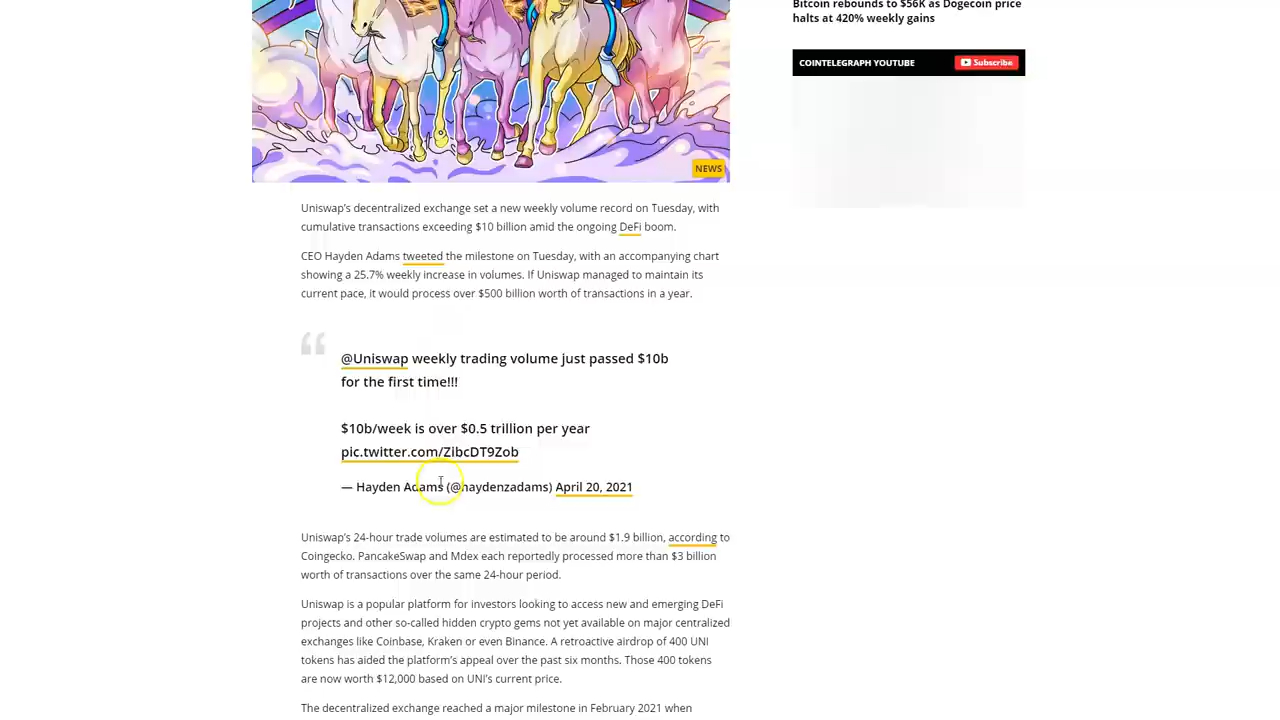 Bitcoin rebounds to $56K as Dogecoin price
halts at 420% weekly gains
COINTELEGRAPH YOUTUBE
Subscribe
NEWS
Uniswap’s decentralized exchange set a new weekly volume record on Tuesday, with
cumulative transactions exceeding $10 billion amid the ongoing DeFi boom.
CEO Hayden Adams tweeted the milestone on Tuesday, with an accompanying chart
showing a 25.7% weekly increase in volumes. If Uniswap managed to maintain its
current pace, it would process over $500 billion worth of transactions in a year.
@Uniswap weekly trading volume just passed $10b
for the first time!!!
$10b/week is over $0.5 trillion per year
pic.twitter.com/ZibcDT9Zob
— Hayden Adams (@haydenzadams) April 20, 2021
Uniswap’s 24-hour trade volumes are estimated to be around $1.9 billion, according to
Coingecko. PancakeSwap and Mdex each reportedly processed more than $3 billion
worth of transactions over the same 24-hour period.
Uniswap is a popular platform for investors looking to access new and emerging DeFi
projects and other so-called hidden crypto gems not yet available on major centralized
exchanges like Coinbase, Kraken or even Binance. A retroactive airdrop of 400 UNI
tokens has aided the platform’s appeal over the past six months. Those 400 tokens
are now worth $12,000 based on UNI’s current price.
The decentralized exchange reached a major milestone in February 2021 when